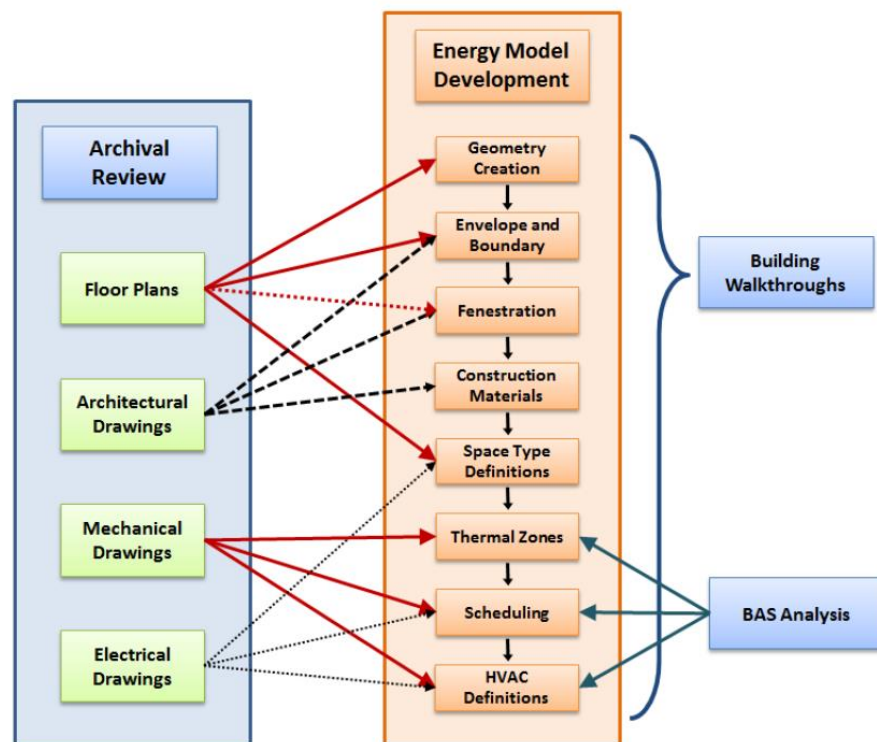 Archival
Review
Floor Plans
Architectural
Drawings
Mechanical
Drawings
Electrical
Drawings
Energy Model
Development
Geometry
Creation
Envelope and
Boundary
Fenestration
Construction
Materials
Space Type
Definitions
Thermal Zones
Scheduling
HVAC
Definitions
Building
Walkthroughs
BAS Analysis